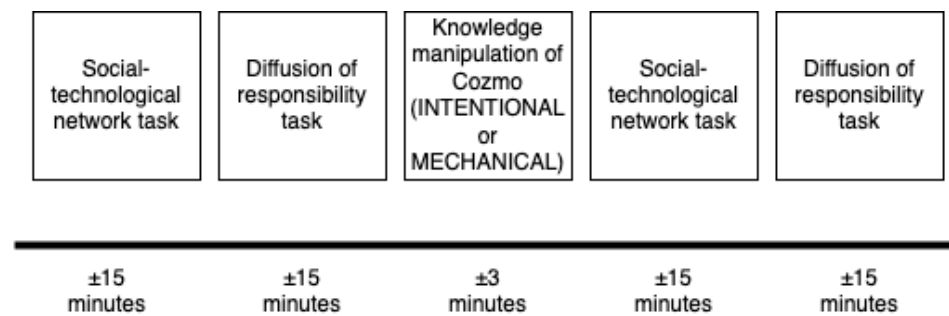 Social-
technological
network task
Diffusion of
responsibility
task
Knowledge
manipulation of
Cozmo
(INTENTIONAL
or
MECHANICAL)
Social-
technological
network task
Diffusion of
responsibility
task
±15
minutes
±15
minutes
±3
minutes
±15
minutes
±15
minutes